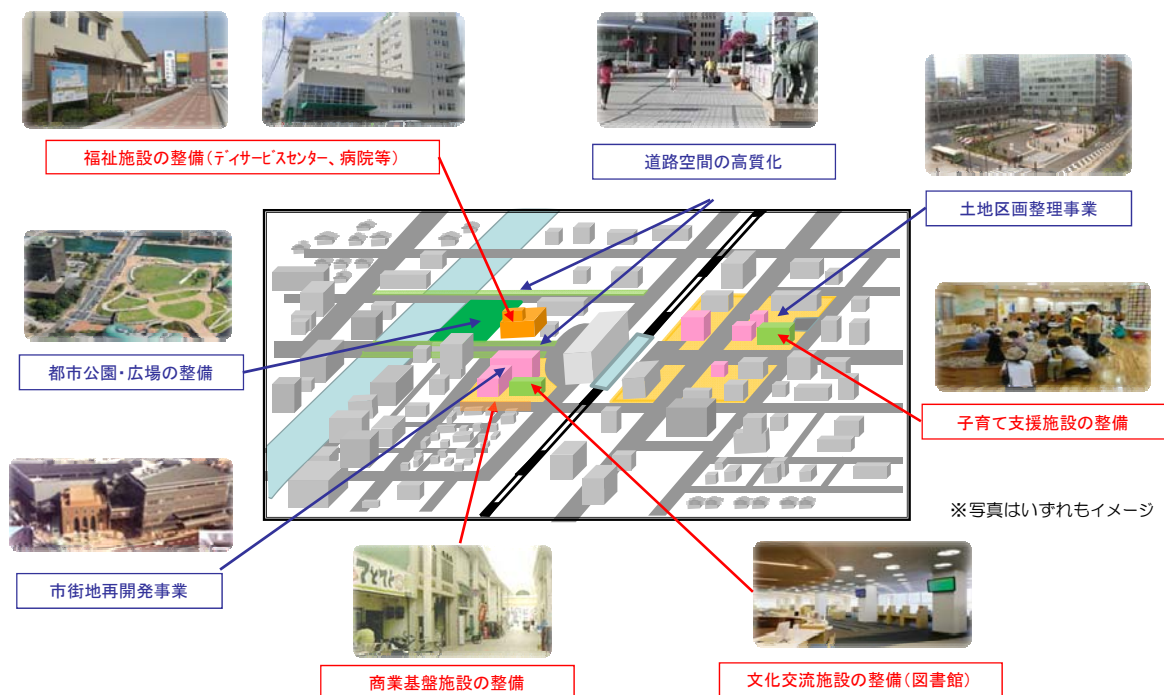 福祉施設の整備(ﾃﾞｨｻｰﾋﾞｽｾﾝﾀｰ、病院等)
道路空間の高質化
土地区画整理事業
都市公園・広場の整備
子育て支援施設の整備
※写真はいずれもイメージ
市街地再開発事業
商業基盤施設の整備
文化交流施設の整備(図書館)